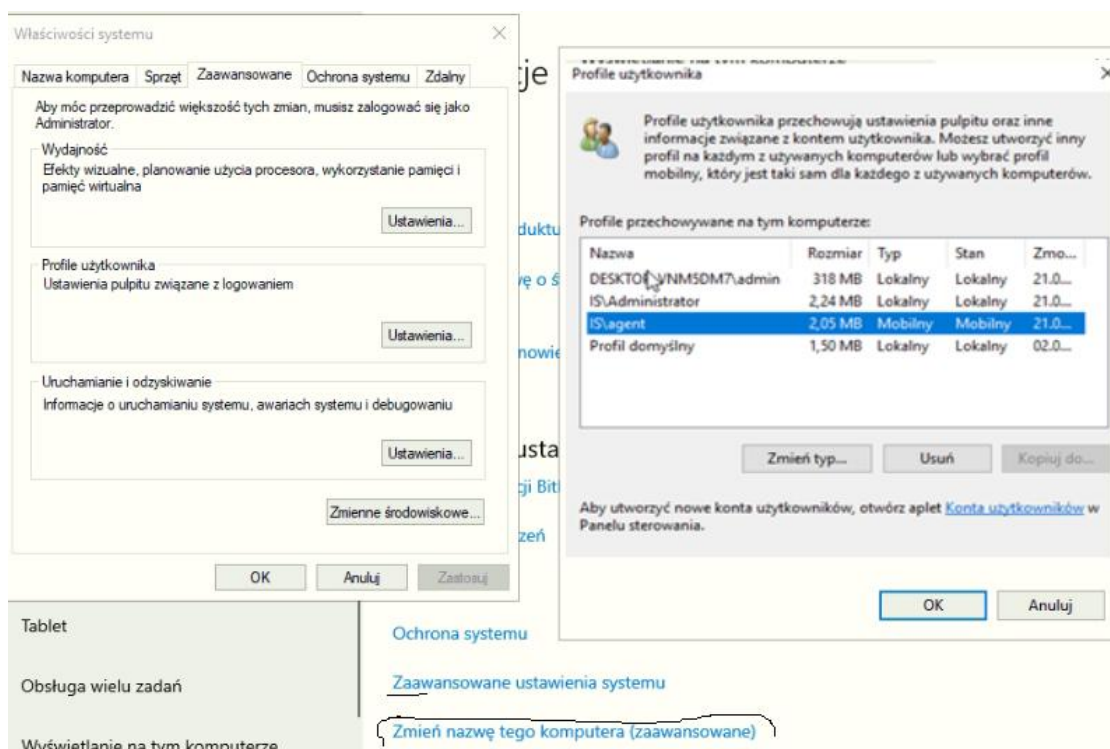 Właściwości systemu
Nazwa komputera Sprzęt Zaawansowane Ochrona systemu Zdalny
Aby móc przeprowadzić większość tych zmian, musisz zalogować się jako
Administrator.
Wydajność
Efekty wizualne, planowanie użycia procesora, wykorzystanie pamięci i
pamięć wirtualna
Ustawienia...
Profile użytkownika
Ustawienia pulpitu związane z logowaniem
Ustawienia...
Uruchamianie i odzyskiwanie
Informacje o uruchamianiu systemu, awariach systemu i debugowaniu
Ustawienia...
Zmienne środowiskowe...
OK Anuluj Zastosuj
Profile użytkownika
Profile użytkownika przechowują ustawienia pulpitu oraz inne
informacje związane z kontem użytkownika. Możesz utworzyć inny
profil na każdym z używanych komputerów lub wybrać profil
mobilny, który jest taki sam dla każdego z używanych komputerów.
Profile przechowywane na tym komputerze:
Nazwa Rozmiar Typ Stan Zmo...
318 MB Lokalny Lokalny 21.0...
IS\Administrator 2,24 MB Lokalny Lokalny 21.0...
IS\agent 2,05 MB Mobilny Mobilny 21.0...
Profil domyślny 1,50 MB Lokalny Lokalny 02.0...
Zmień typ... Usuń Kopiuj do...
Aby utworzyć nowe konta użytkowników, otwórz aplet Konta użytkowników w
Panelu sterowania.
OK Anuluj
Tablet
Obsługa wielu zadań
Wyświetlanie na tym komputerze
Ochrona systemu
Zaawansowane ustawienia systemu
Zmień nazwę tego komputera (zaawansowane)